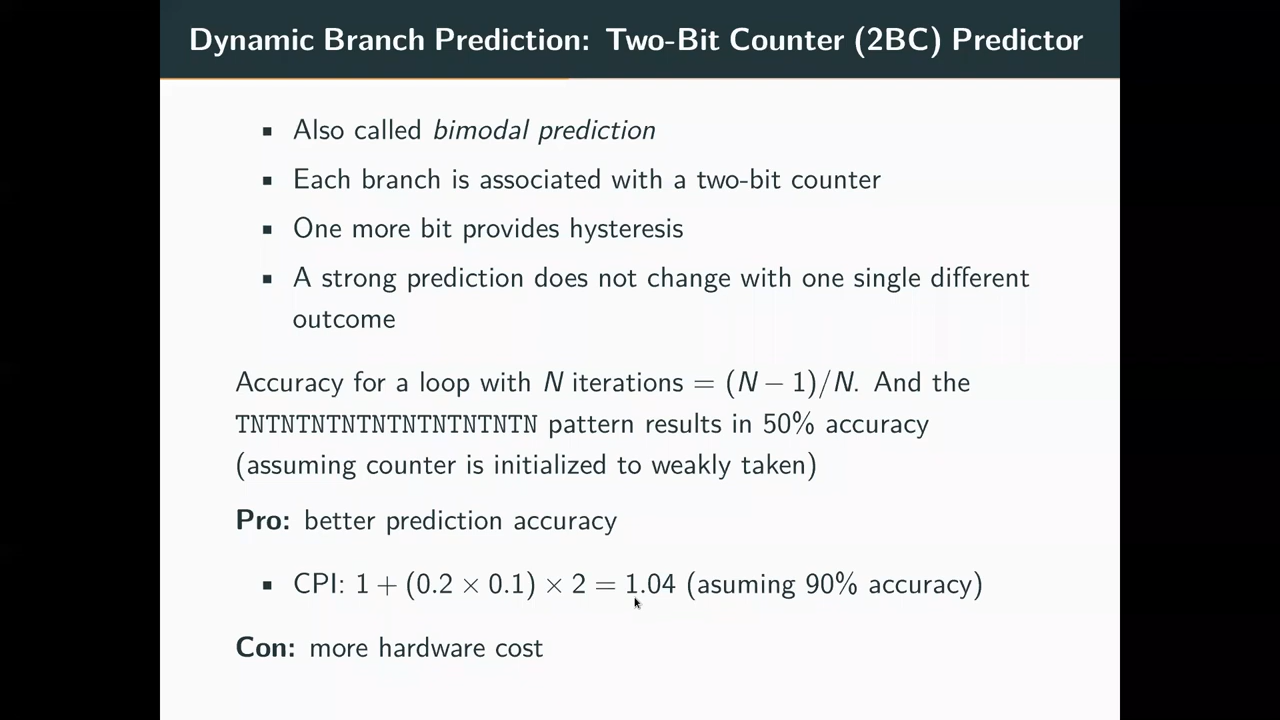 Dynamic Branch Prediction: Two-Bit Counter (2BC) Predictor
▪ Also called bimodal prediction
▪ Each branch is associated with a two-bit counter
▪ One more bit provides hysteresis
▪ A strong prediction does not change with one single different
outcome
Accuracy for a loop with N iterations = (N − 1)/N. And the
TNTNTNTNTNTNTNTNTNTN pattern results in 50% accuracy
(assuming counter is initialized to weakly taken)
Pro: better prediction accuracy
▪ CPI: 1 + (0.2 × 0.1) × 2 = 1.04 (asuming 90% accuracy)
Con: more hardware cost